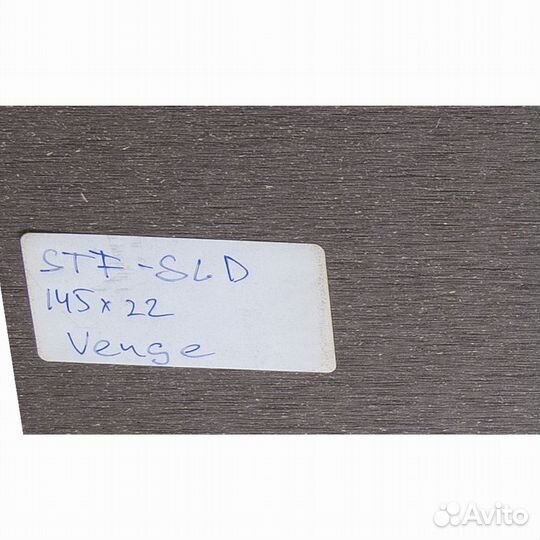 STF-SLD
145x22
Venge
Avito